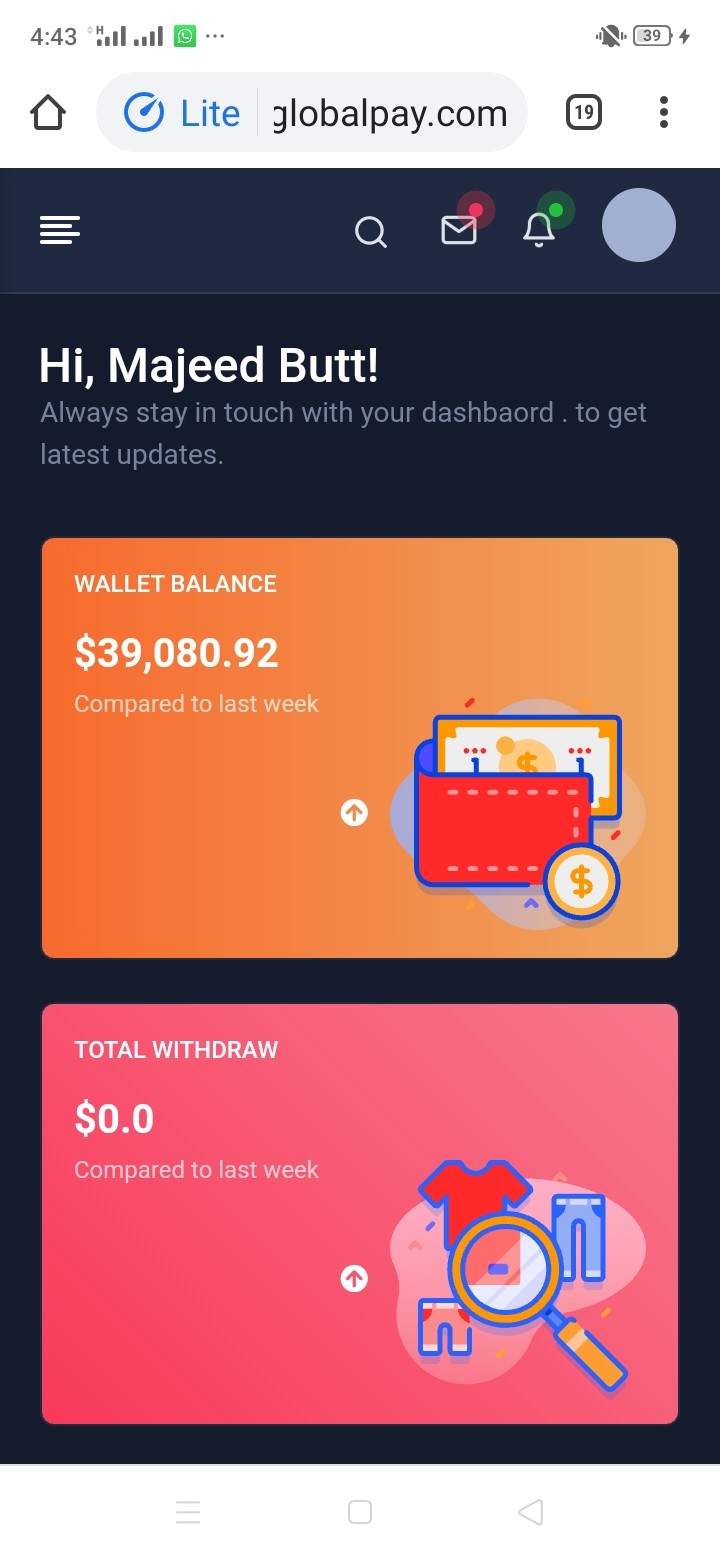 4:43 H ... 39
Lite globalpay.com 19
Hi, Majeed Butt!
Always stay in touch with your dashbaord . to get
latest updates.
WALLET BALANCE
$39,080.92
Compared to last week
1 $ 1
$
TOTAL WITHDRAW
$0.0
Compared to last week